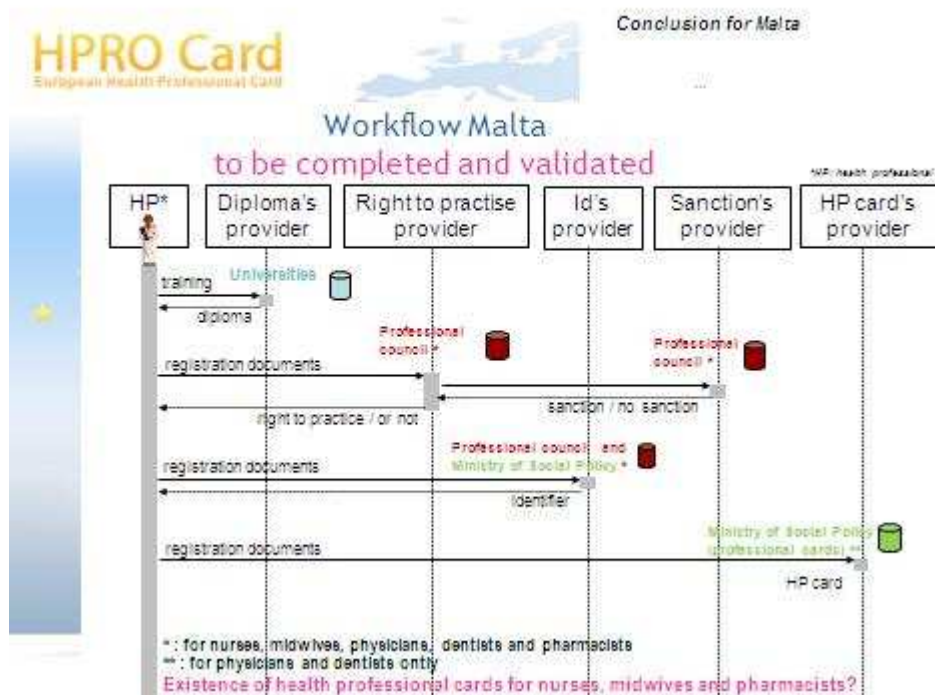 Conclusion for Malta
HPRO Card
European Health Professional Card
...
Workflow Malta
to be completed and validated
*HP: health professional
HP*
Diploma's
provider
Right to practise
provider
Id's
provider
Sanction's
provider
HP card's
provider
Universities
training
diploma
Professional
council *
Professional
council *
registration documents
sanction / no sanction
right to practice / or not
Professional council and
Ministry of Social Policy *
registration documents
Identifier
Ministry of Social Policy
(professional cards) **
registration documents
HP card
* : for nurses, midwives, physicians, dentists and pharmacists
** : for physicians and dentists ontly
Existence of health professional cards for nurses, midwives and pharmacists?